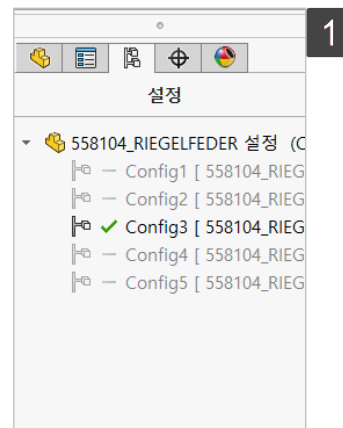 1
설정
558104_RIEGELFEDER 설정 (C
Config1 [ 558104_RIEG
Config2 [ 558104_RIEG
Config3 [ 558104_RIEG
Config4 [ 558104_RIEG
Config5 [ 558104_RIEG